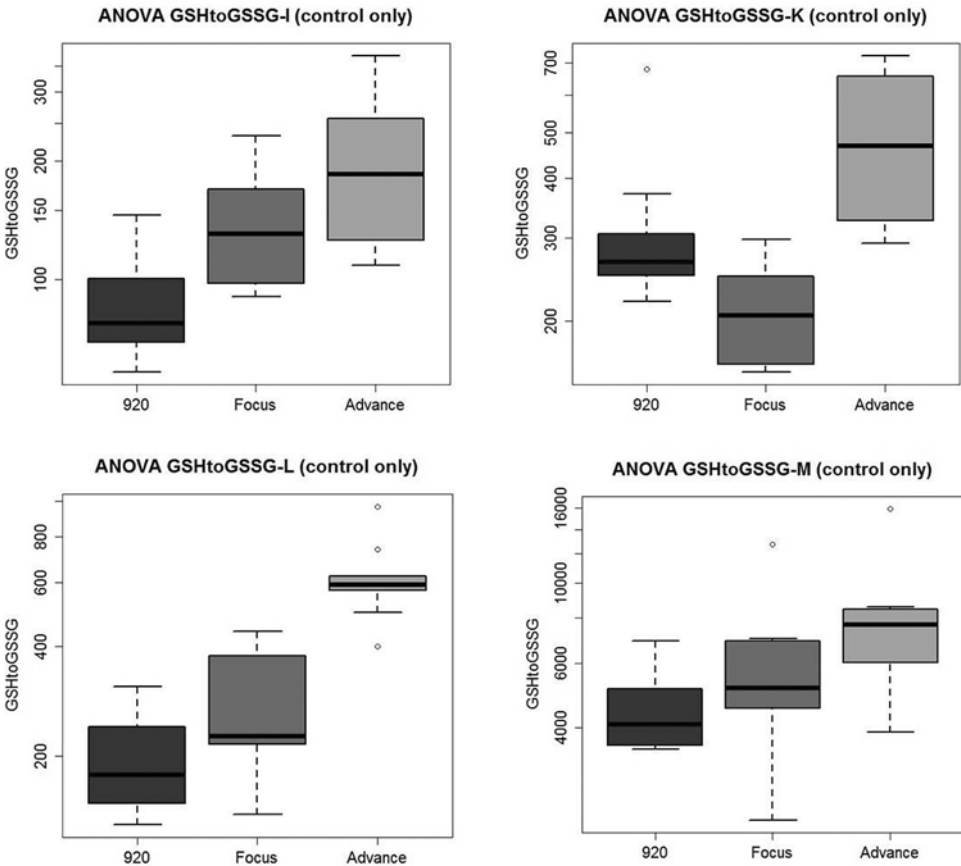 ANOVA GSHtoGSSG-I (control only)
GSHtoGSSG
300
200
150
100
920 Focus Advance
ANOVA GSHtoGSSG-K (control only)
GSHtoGSSG
700
500
400
300
200
920 Focus Advance
ANOVA GSHtoGSSG-L (control only)
GSHtoGSSG
800
600
400
200
920 Focus Advance
ANOVA GSHtoGSSG-M (control only)
GSHtoGSSG
16000
10000
6000
4000
920 Focus Advance